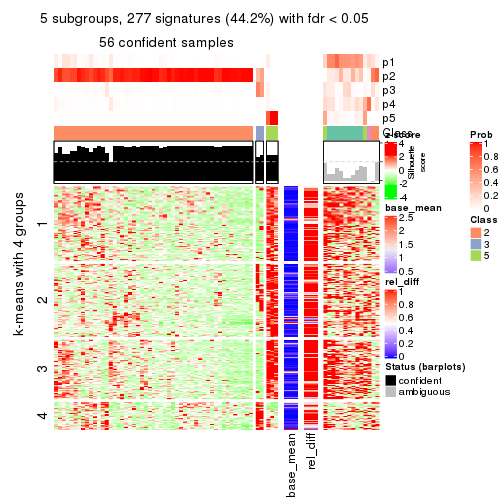 5 subgroups, 277 signatures (44.2%) with fdr < 0.05
56 confident samples
p1
p2
p3
p4
p5
Class
k-means with 4 groups
1
2
3
4
base_mean
rel_diff
z-score
4
2
0
-2
-4
Silhouette
score
base_mean
2.5
2
1.5
1
0.5
rel_diff
1
0.8
0.6
0.4
0.2
0
Status (barplots)
confident
ambiguous
Prob
1
0.8
0.6
0.4
0.2
0
Class
2
3
5